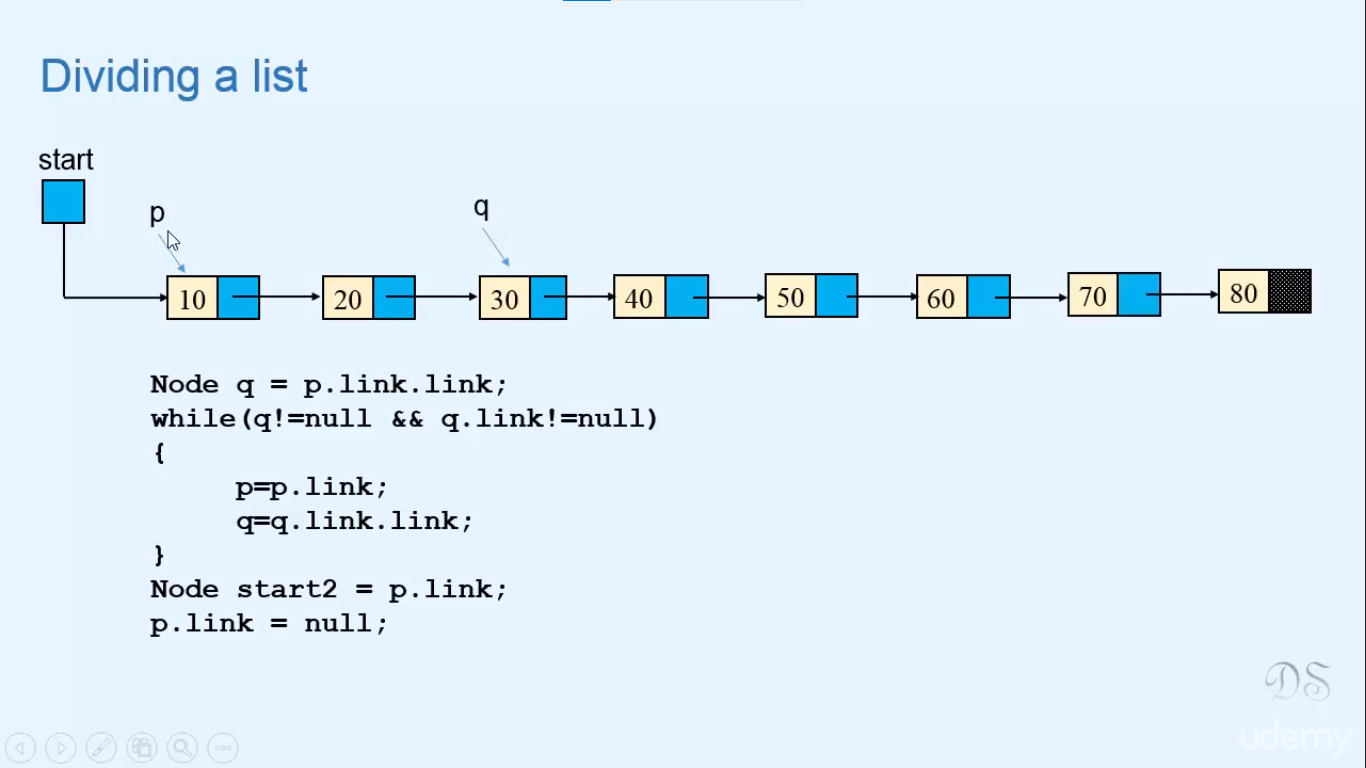 Dividing a list
start
p
q
10 20 30 40 50 60 70 80
Node q = p.link.link;
while(q!=null && q.link!=null)
{
p=p.link;
q=q.link.link;
}
Node start2 = p.link;
p.link = null;
DS
udemy